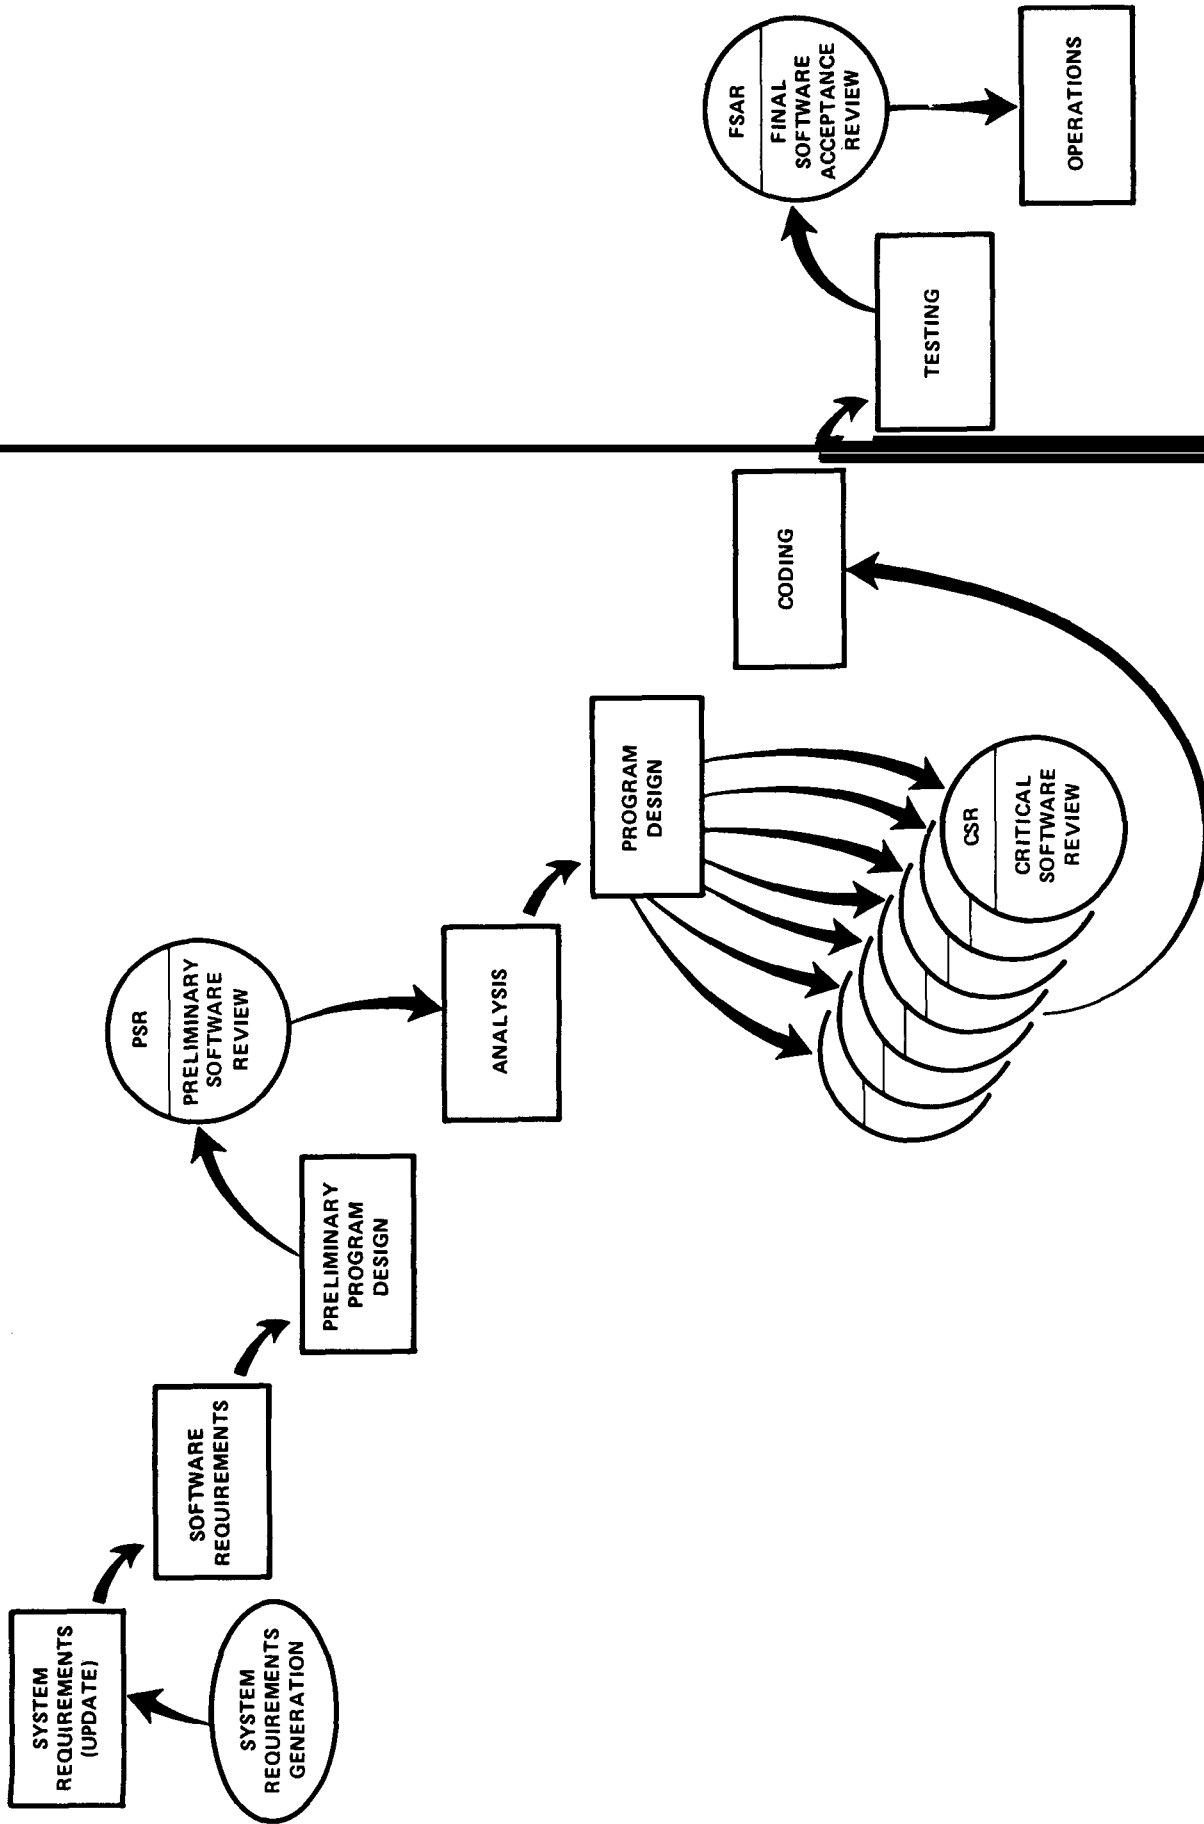 SYSTEM
REQUIREMENTS
(UPDATE)
SYSTEM
REQUIREMENTS
GENERATION
SOFTWARE
REQUIREMENTS
PRELIMINARY
PROGRAM
DESIGN
PSR
PRELIMINARY
SOFTWARE
REVIEW
ANALYSIS
PROGRAM
DESIGN
CSR
CRITICAL
SOFTWARE
REVIEW
CODING
TESTING
FSAR
FINAL
SOFTWARE
ACCEPTANCE
REVIEW
OPERATIONS